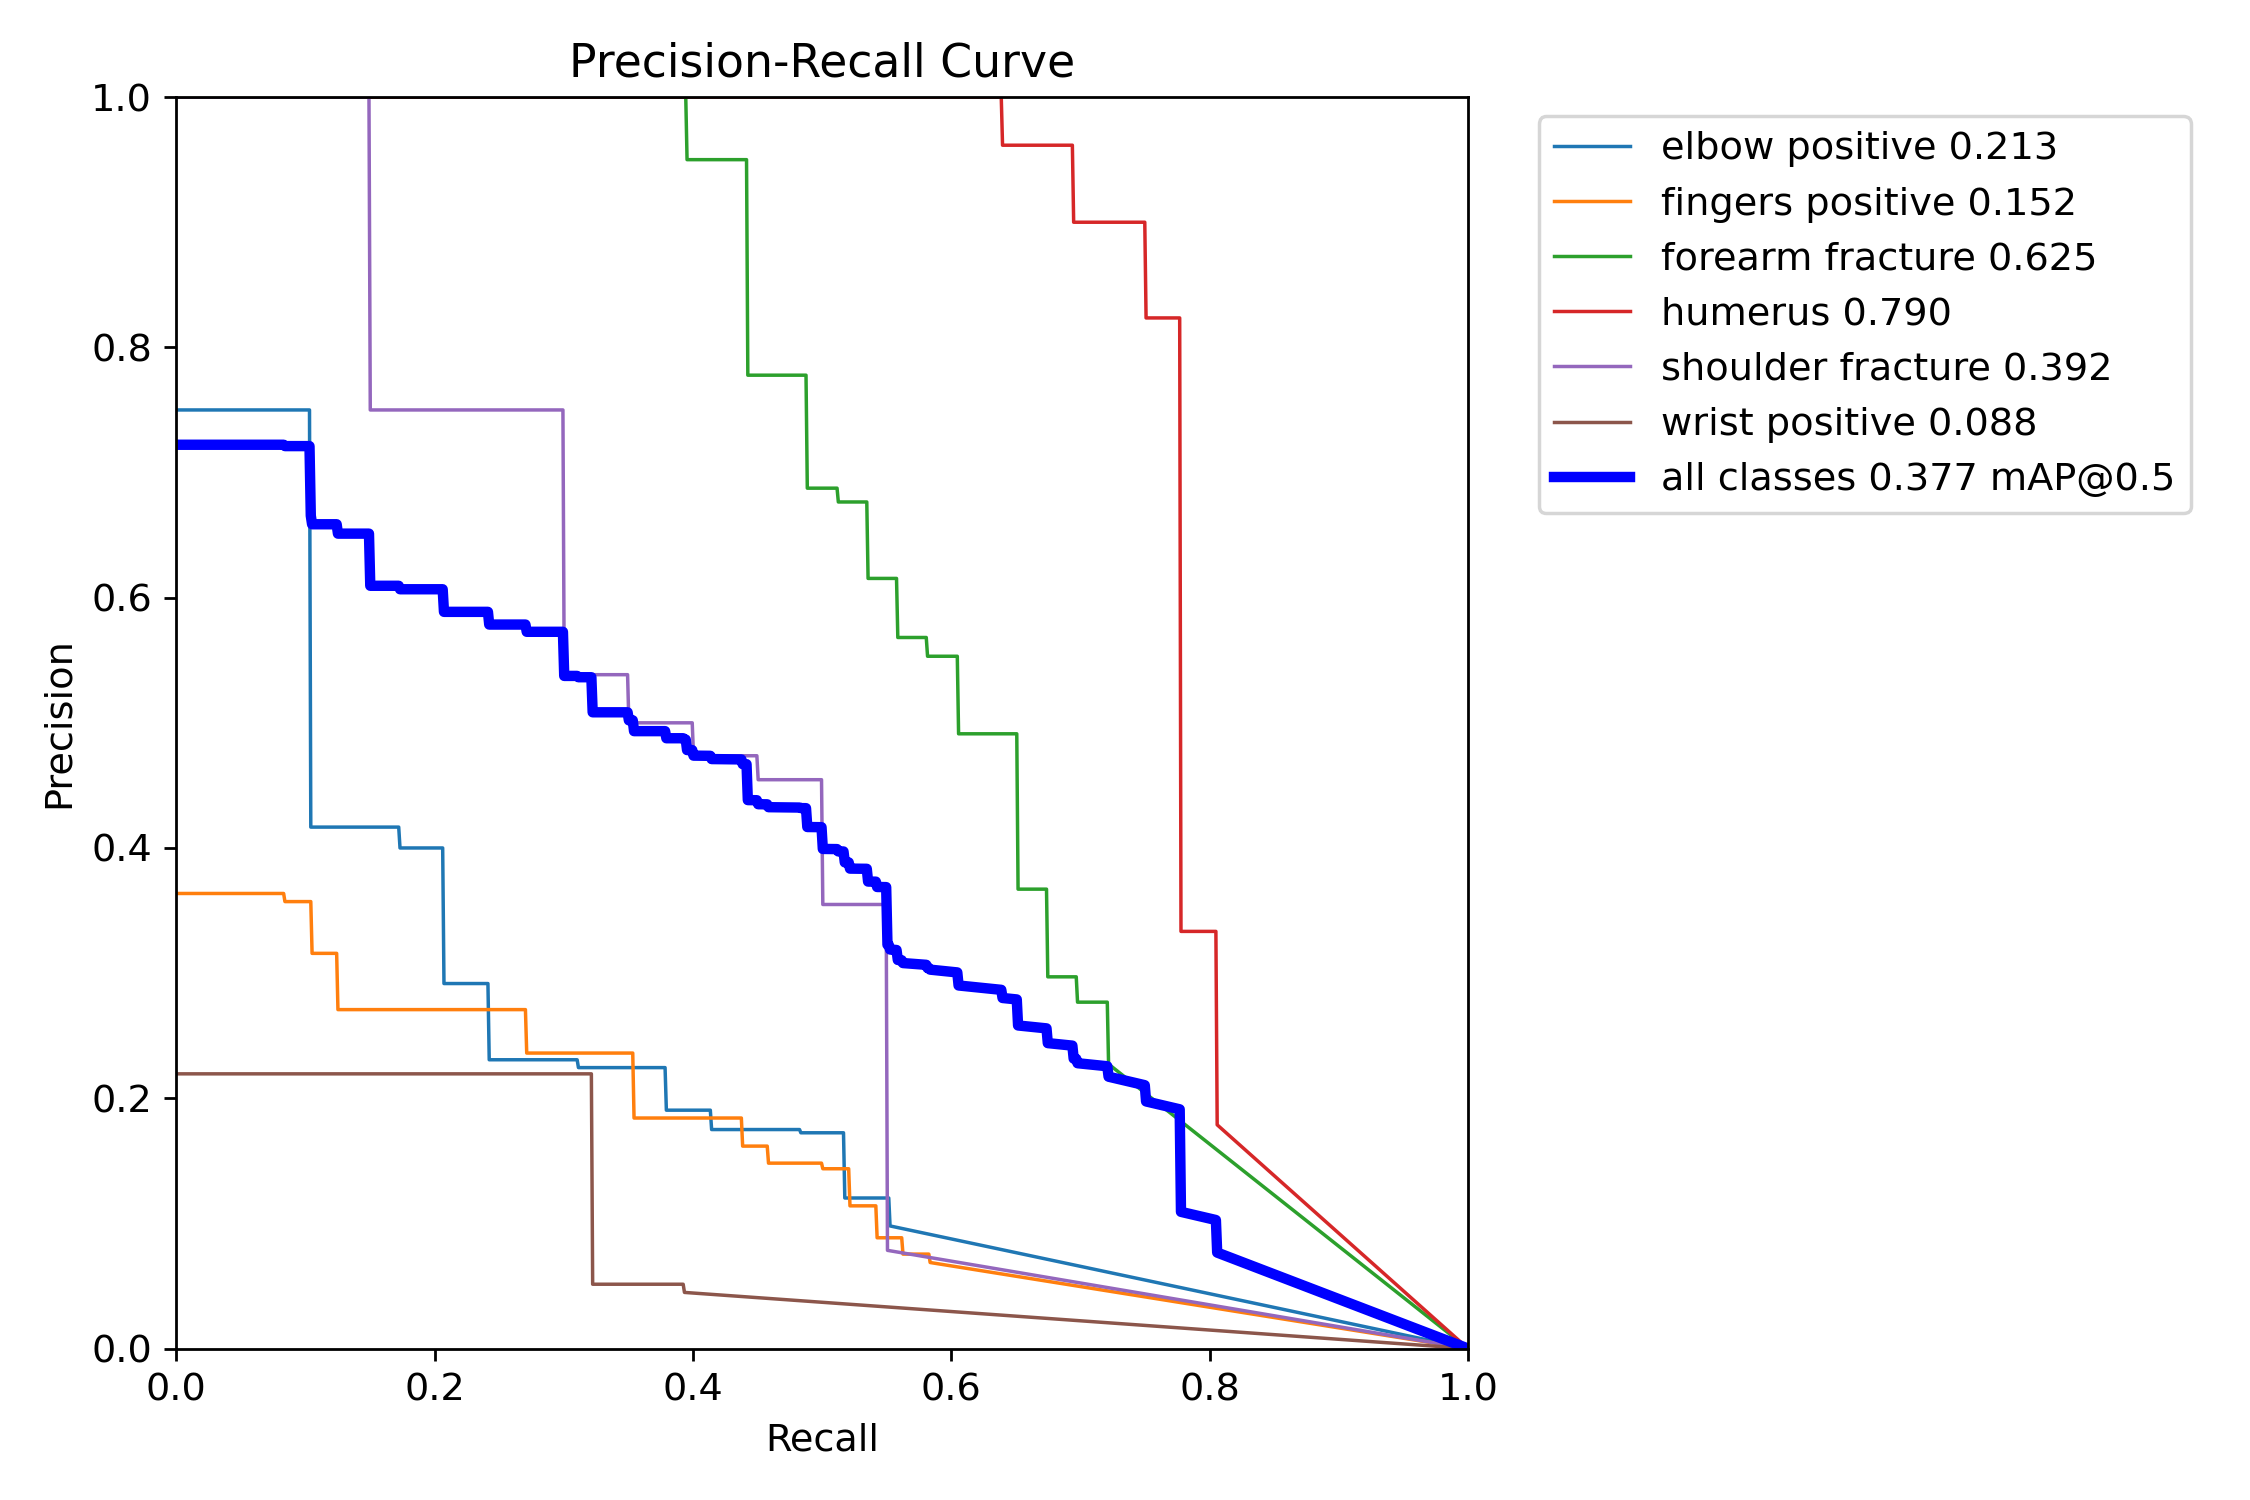 Precision-Recall Curve
1.0
0.8
0.6
0.4
0.2
0.0
Precision
0.0 0.2 0.4 0.6 0.8 1.0
Recall
elbow positive 0.213
fingers positive 0.152
forearm fracture 0.625
humerus 0.790
shoulder fracture 0.392
wrist positive 0.088
all classes 0.377 mAP@0.5